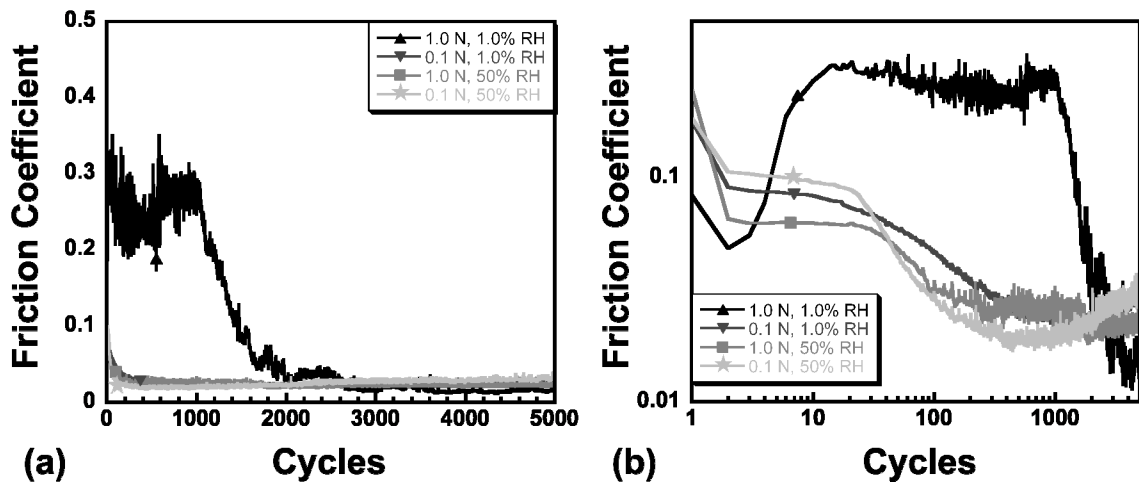 0.5
0.4
0.3
0.2
0.1
0
Friction Coefficient
1.0 N, 1.0% RH
0.1 N, 1.0% RH
1.0 N, 50% RH
0.1 N, 50% RH
0 1000 2000 3000 4000 5000
(a) Cycles
0.1
0.01
Friction Coefficient
1.0 N, 1.0% RH
0.1 N, 1.0% RH
1.0 N, 50% RH
0.1 N, 50% RH
1 10 100 1000
(b) Cycles